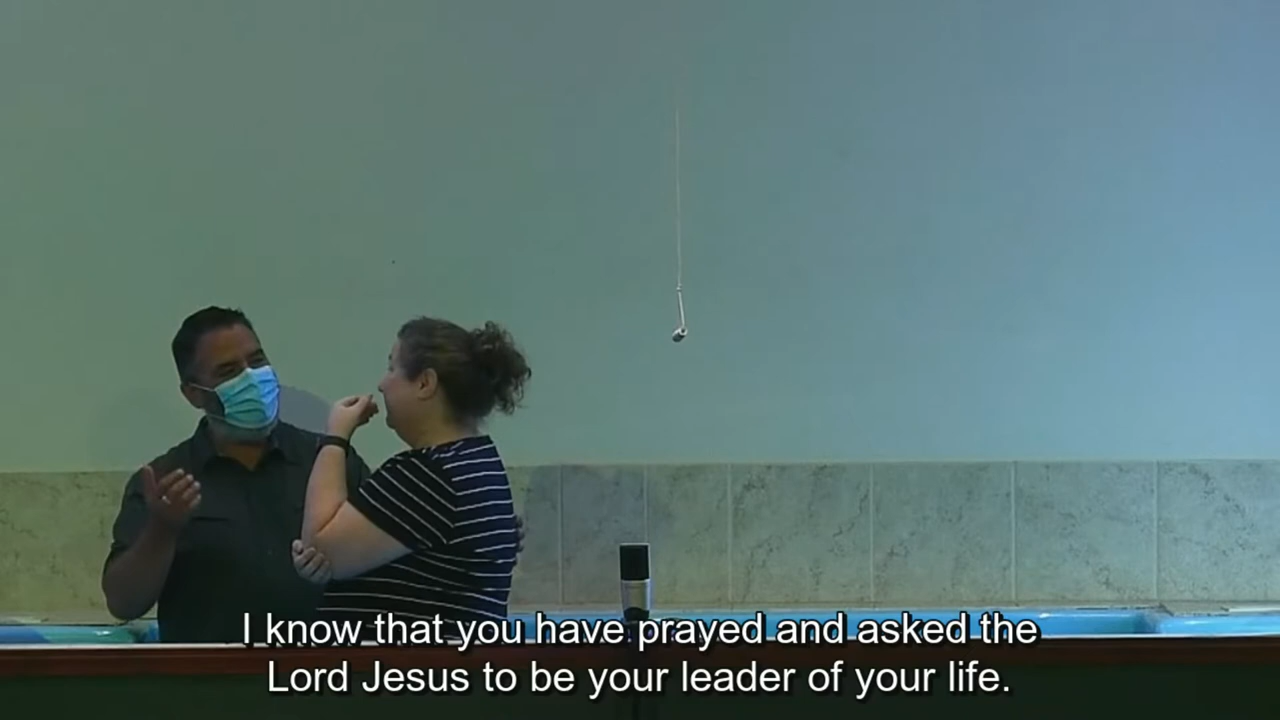 I know that you have prayed and asked the
Lord Jesus to be your leader of your life.